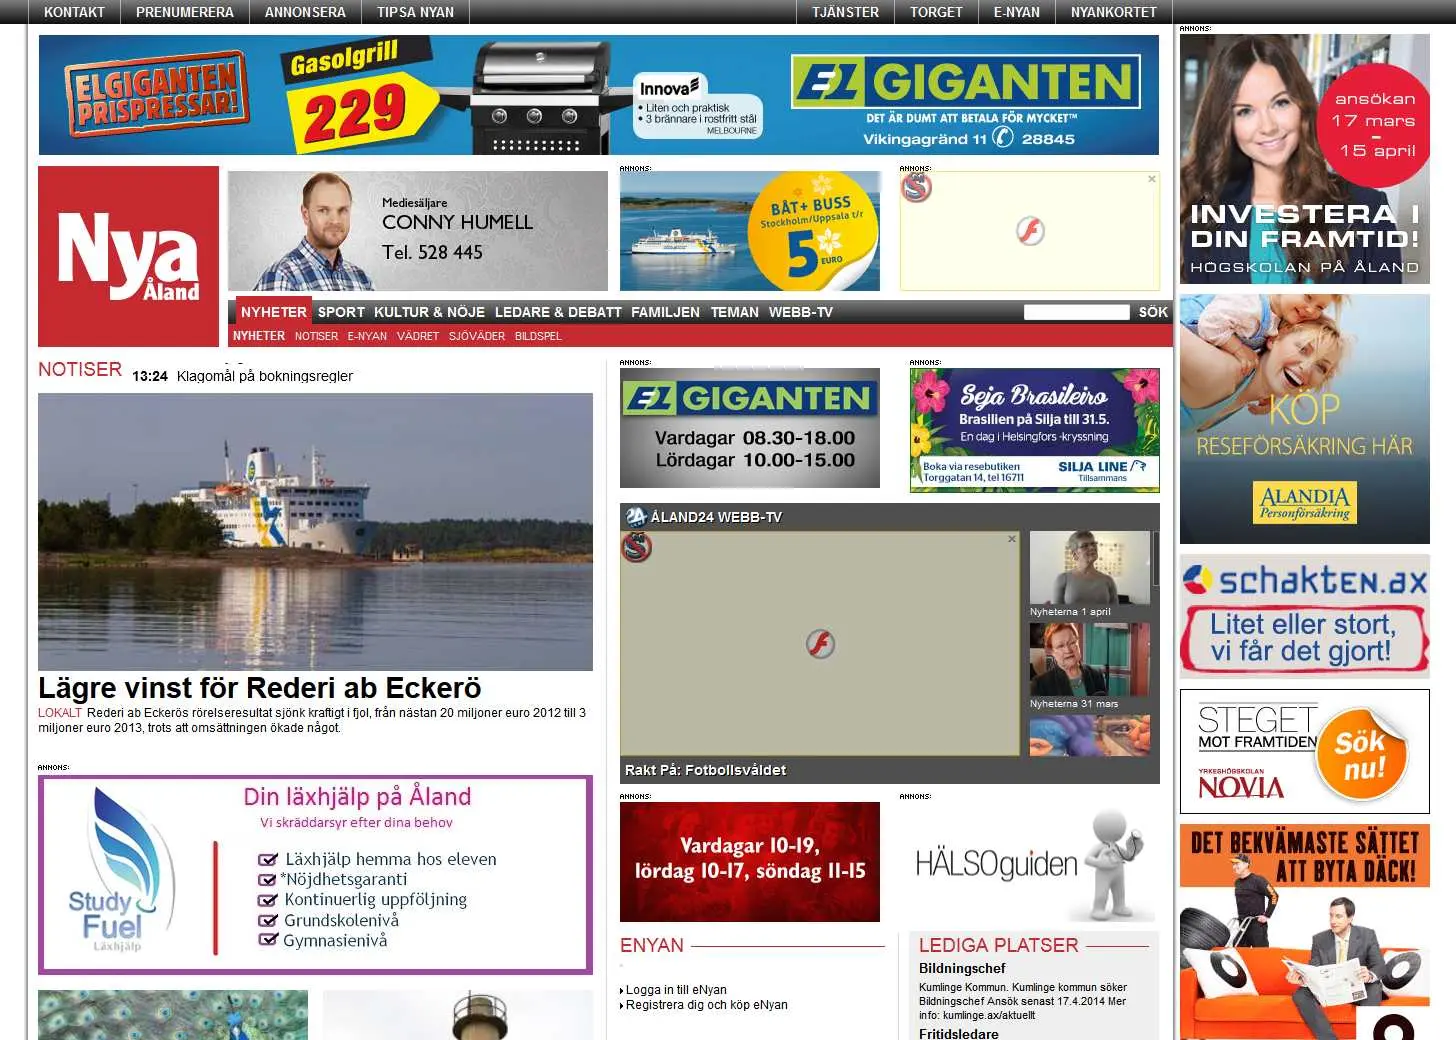 KONTAKT
PRENUMERERA
ANNONSERA
TIPSA NYAN
TJÄNSTER
TORGET
E-NYAN
NYANKORTET
ELGIGANTEN
PRISPRESSAR!
Gasolgrill
229
Innova
• Liten och praktisk
• 3 brännare i rostfritt stål
MELBOURNE
EL GIGANTEN
DET ÄR DUMT ATT BETALA FÖR MYCKET™
Vikingagränd 11 28845
ANNONS:
ansökan
17 mars
–
15 april
INVESTERA I
DIN FRAMTID!
HÖGSKOLAN PÅ ÅLAND
Nya
Åland
Mediesäljare
CONNY HUMELL
Tel. 528 445
ANNONS:
BÅT+ BUSS
Stockholm/Uppsala t/r
5 EURO
ANNONS:
NYHETER SPORT KULTUR & NÖJE LEDARE & DEBATT FAMILJEN TEMAN WEBB-TV
SÖK
NYHETER NOTISER E-NYAN VÄDRET SJÖVÄDER BILDSPEL
NOTISER
13:24 Klagomål på bokningsregler
Lägre vinst för Rederi ab Eckerö
LOKALT Rederi ab Eckerös rörelseresultat sjönk kraftigt i fjol, från nästan 20 miljoner euro 2012 till 3
miljoner euro 2013, trots att omsättningen ökade något.
ANNONS:
Din läxhjälp på Åland
Vi skräddarsyr efter dina behov
Läxhjälp hemma hos eleven
*Nöjdhetsgaranti
Kontinuerlig uppföljning
Grundskolenivå
Gymnasienivå
Study
Fuel
Läxhjälp
ANNONS:
EL GIGANTEN
Vardagar 08.30-18.00
Lördagar 10.00-15.00
ANNONS:
Seja Brasileiro
Brasilien på Silja till 31.5.
En dag i Helsingfors -kryssning
Boka via resebutiken
Torggatan 14, tel 16711
SILJA LINE
Tillsammans
24 ÅLAND24 WEBB-TV
Nyheterna 1 april
Nyheterna 31 mars
Rakt På: Fotbollsvåldet
ANNONS:
Vardagar 10-19,
lördag 10-17, söndag 11-15
ANNONS:
HÄLSOguiden
ENYAN
Logga in till eNyan
Registrera dig och köp eNyan
LEDIGA PLATSER
Bildningschef
Kumlinge Kommun. Kumlinge kommun söker
Bildningschef Ansök senast 17.4.2014 Mer
info: kumlinge.ax/aktuellt
Fritidsledare
KÖP
RESEFÖRSÄKRING HÄR
ALANDIA
Personförsäkring
schakten.ax
Litet eller stort,
vi får det gjort!
STEGET
MOT FRAMTIDEN
YRKESHÖGSKOLAN
NOVIA
Sök
nu!
DET BEKVÄMASTE SÄTTET
ATT BYTA DÄCK!